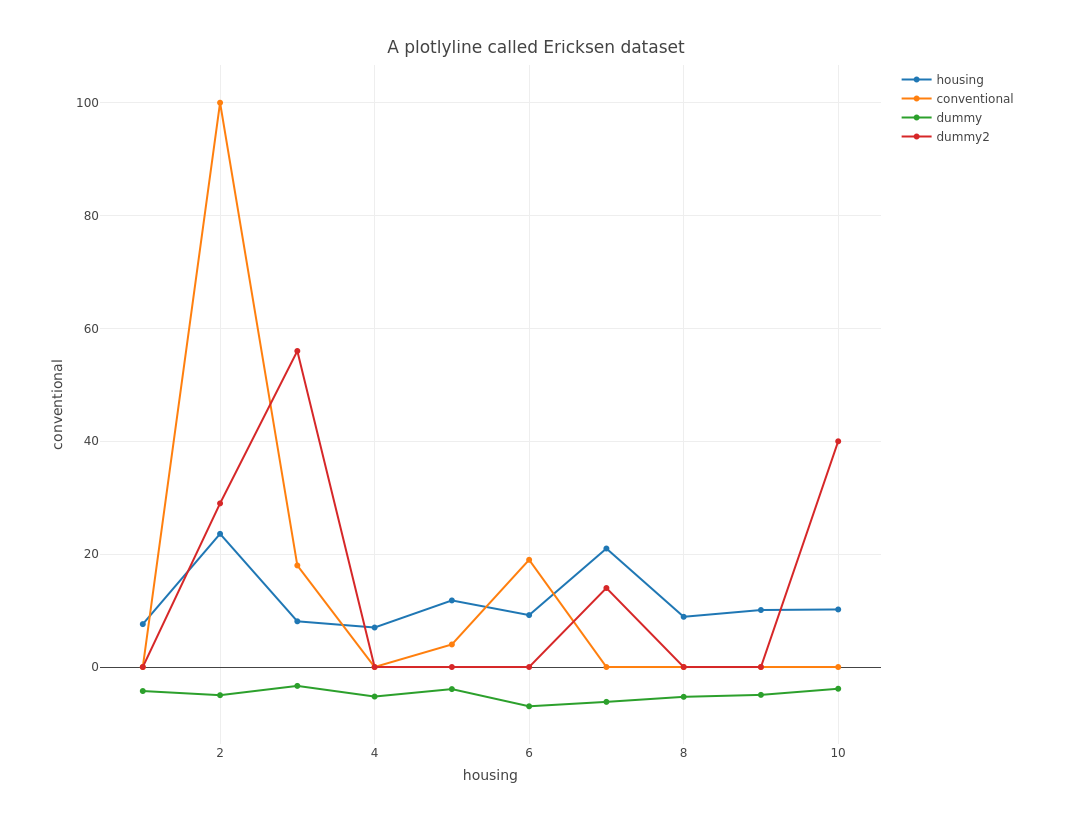 A plotlyline called Ericksen dataset
housing
conventional
dummy
dummy2
100
80
60
40
20
0
conventional
2
4
6
8
10
housing